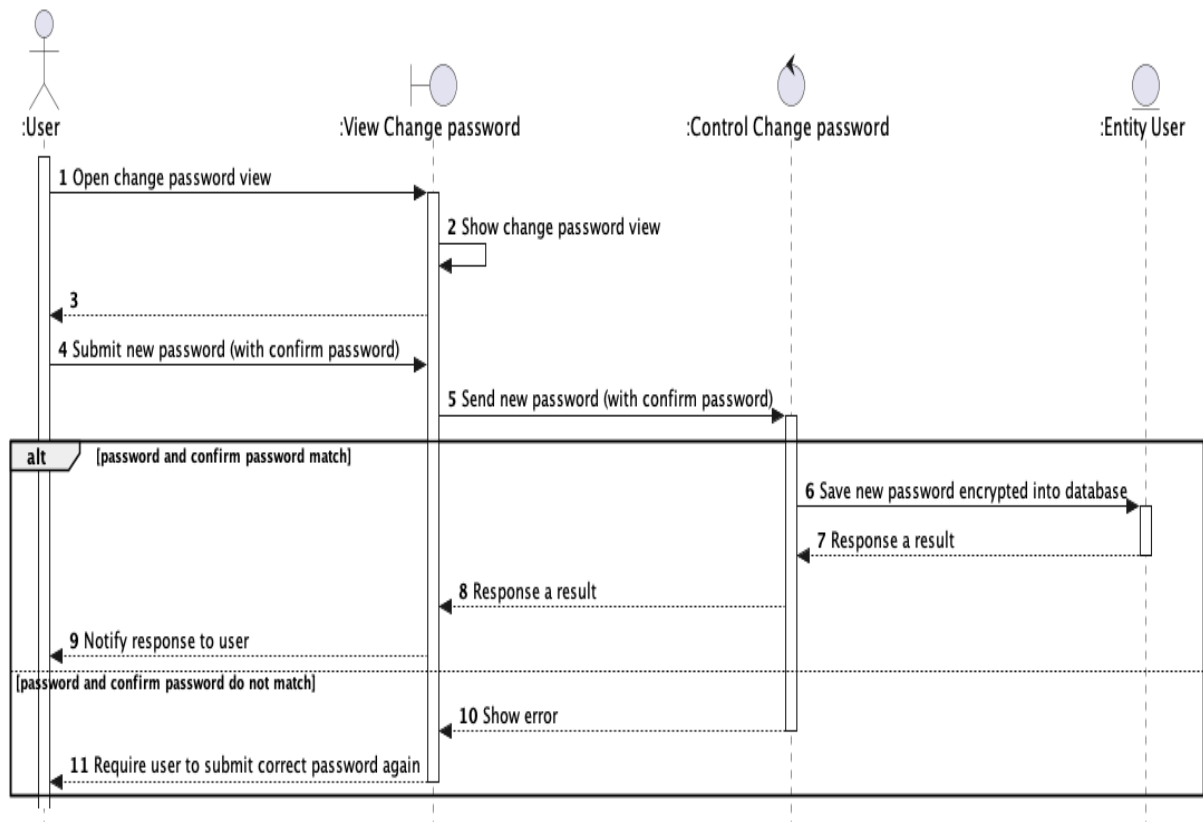 :User
:View Change password
:Control Change password
:Entity User
1 Open change password view
2 Show change password view
3
4 Submit new password (with confirm password)
5 Send new password (with confirm password)
alt [password and confirm password match]
6 Save new password encrypted into database
7 Response a result
8 Response a result
9 Notify response to user
[password and confirm password do not match]
10 Show error
11 Require user to submit correct password again